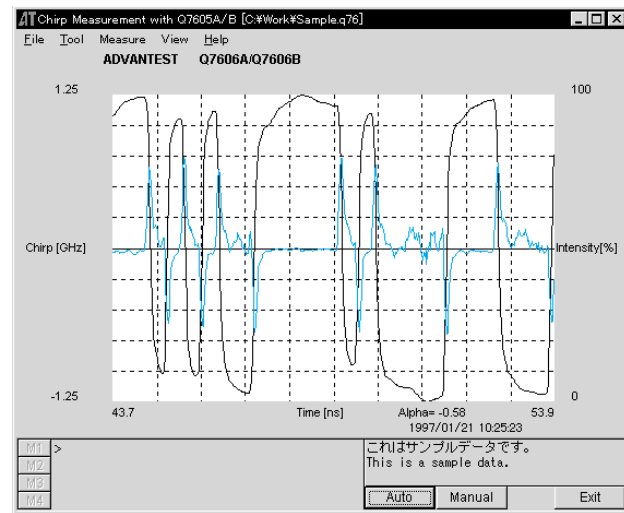 AT Chirp Measurement with Q7605A/B [C:¥Work¥Sample.q76]
File Tool Measure View Help
ADVANTEST Q7606A/Q7606B
1.25 100
Chirp [GHz] Intensity[%]
-1.25 0
43.7 Time [ns] Alpha= -0.58 53.9
1997/01/21 10:25:23
M1 > これはサンプルデータです。
M2 This is a sample data.
M3
M4 Auto Manual Exit